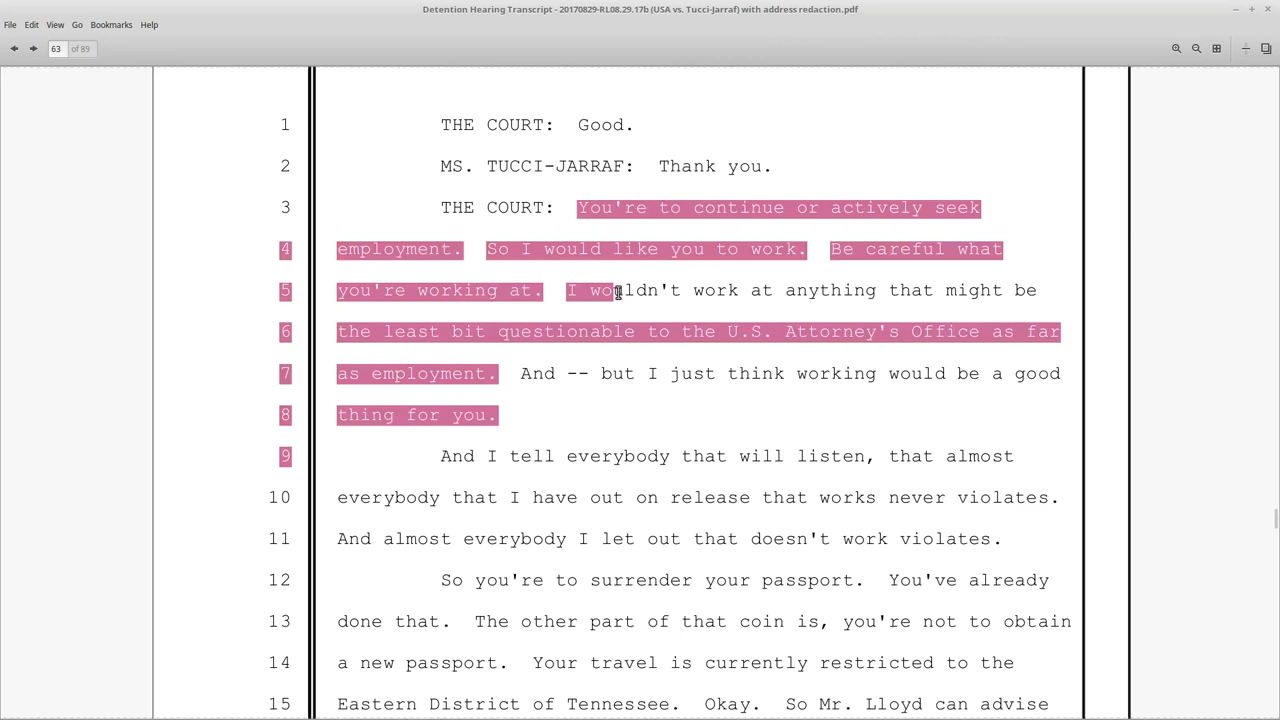 Detention Hearing Transcript - 20170829-RL08.29.17b (USA vs. Tucci-Jarraf) with address redaction.pdf
File Edit View Go Bookmarks Help
63 of 89
1 THE COURT: Good.
2 MS. TUCCI-JARRAF: Thank you.
3 THE COURT: You're to continue or actively seek
4 employment. So I would like you to work. Be careful what
5 you're working at. I wouldn't work at anything that might be
6 the least bit questionable to the U.S. Attorney's Office as far
7 as employment. And -- but I just think working would be a good
8 thing for you.
9 And I tell everybody that will listen, that almost
10 everybody that I have out on release that works never violates.
11 And almost everybody I let out that doesn't work violates.
12 So you're to surrender your passport. You've already
13 done that. The other part of that coin is, you're not to obtain
14 a new passport. Your travel is currently restricted to the
15 Eastern District of Tennessee. Okay. So Mr. Lloyd can advise